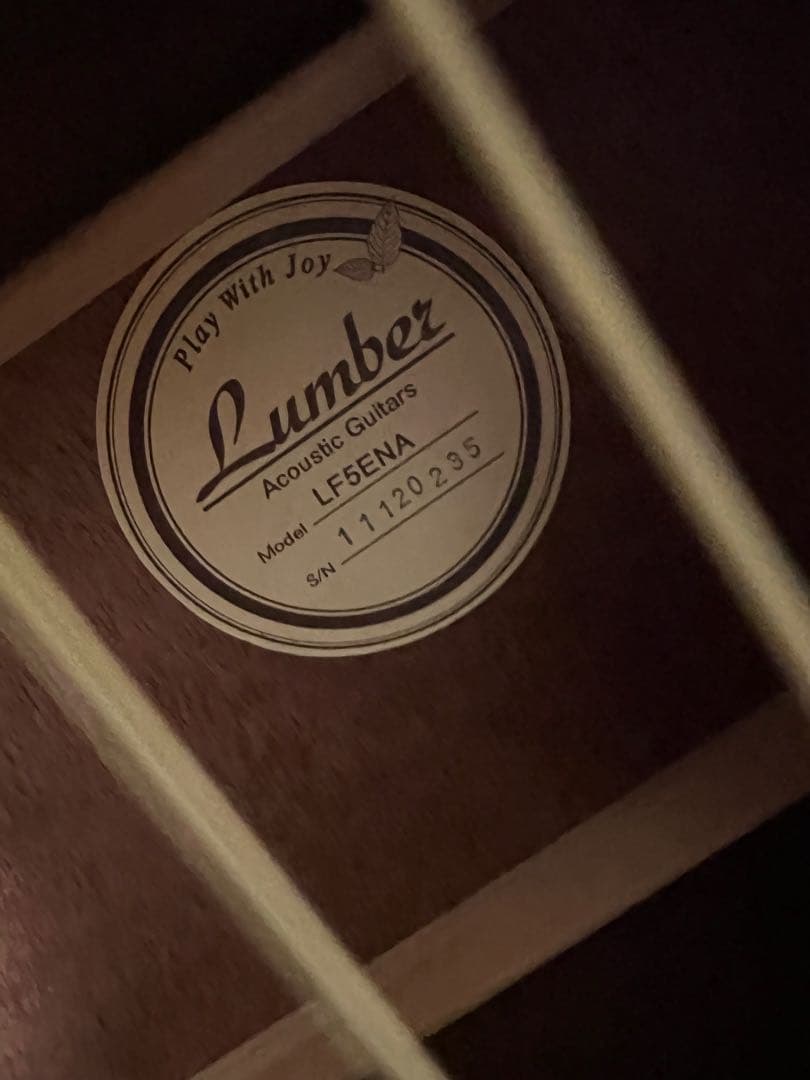 Play With Joy
Lumber
Acoustic Guitars
Model LF5ENA
S/N 11120235